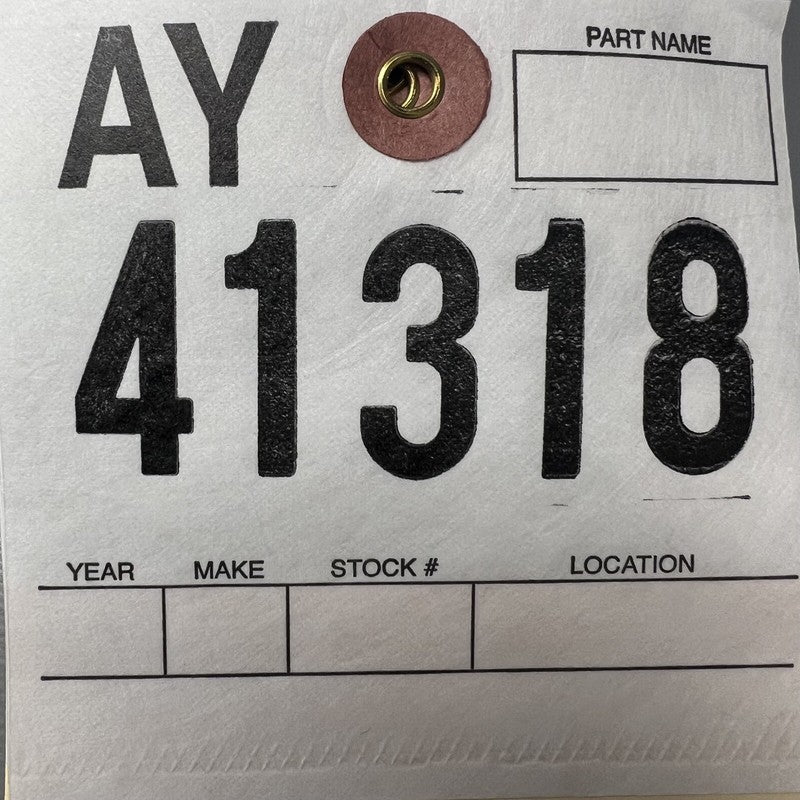 AY
PART NAME
41318
YEAR MAKE STOCK # LOCATION